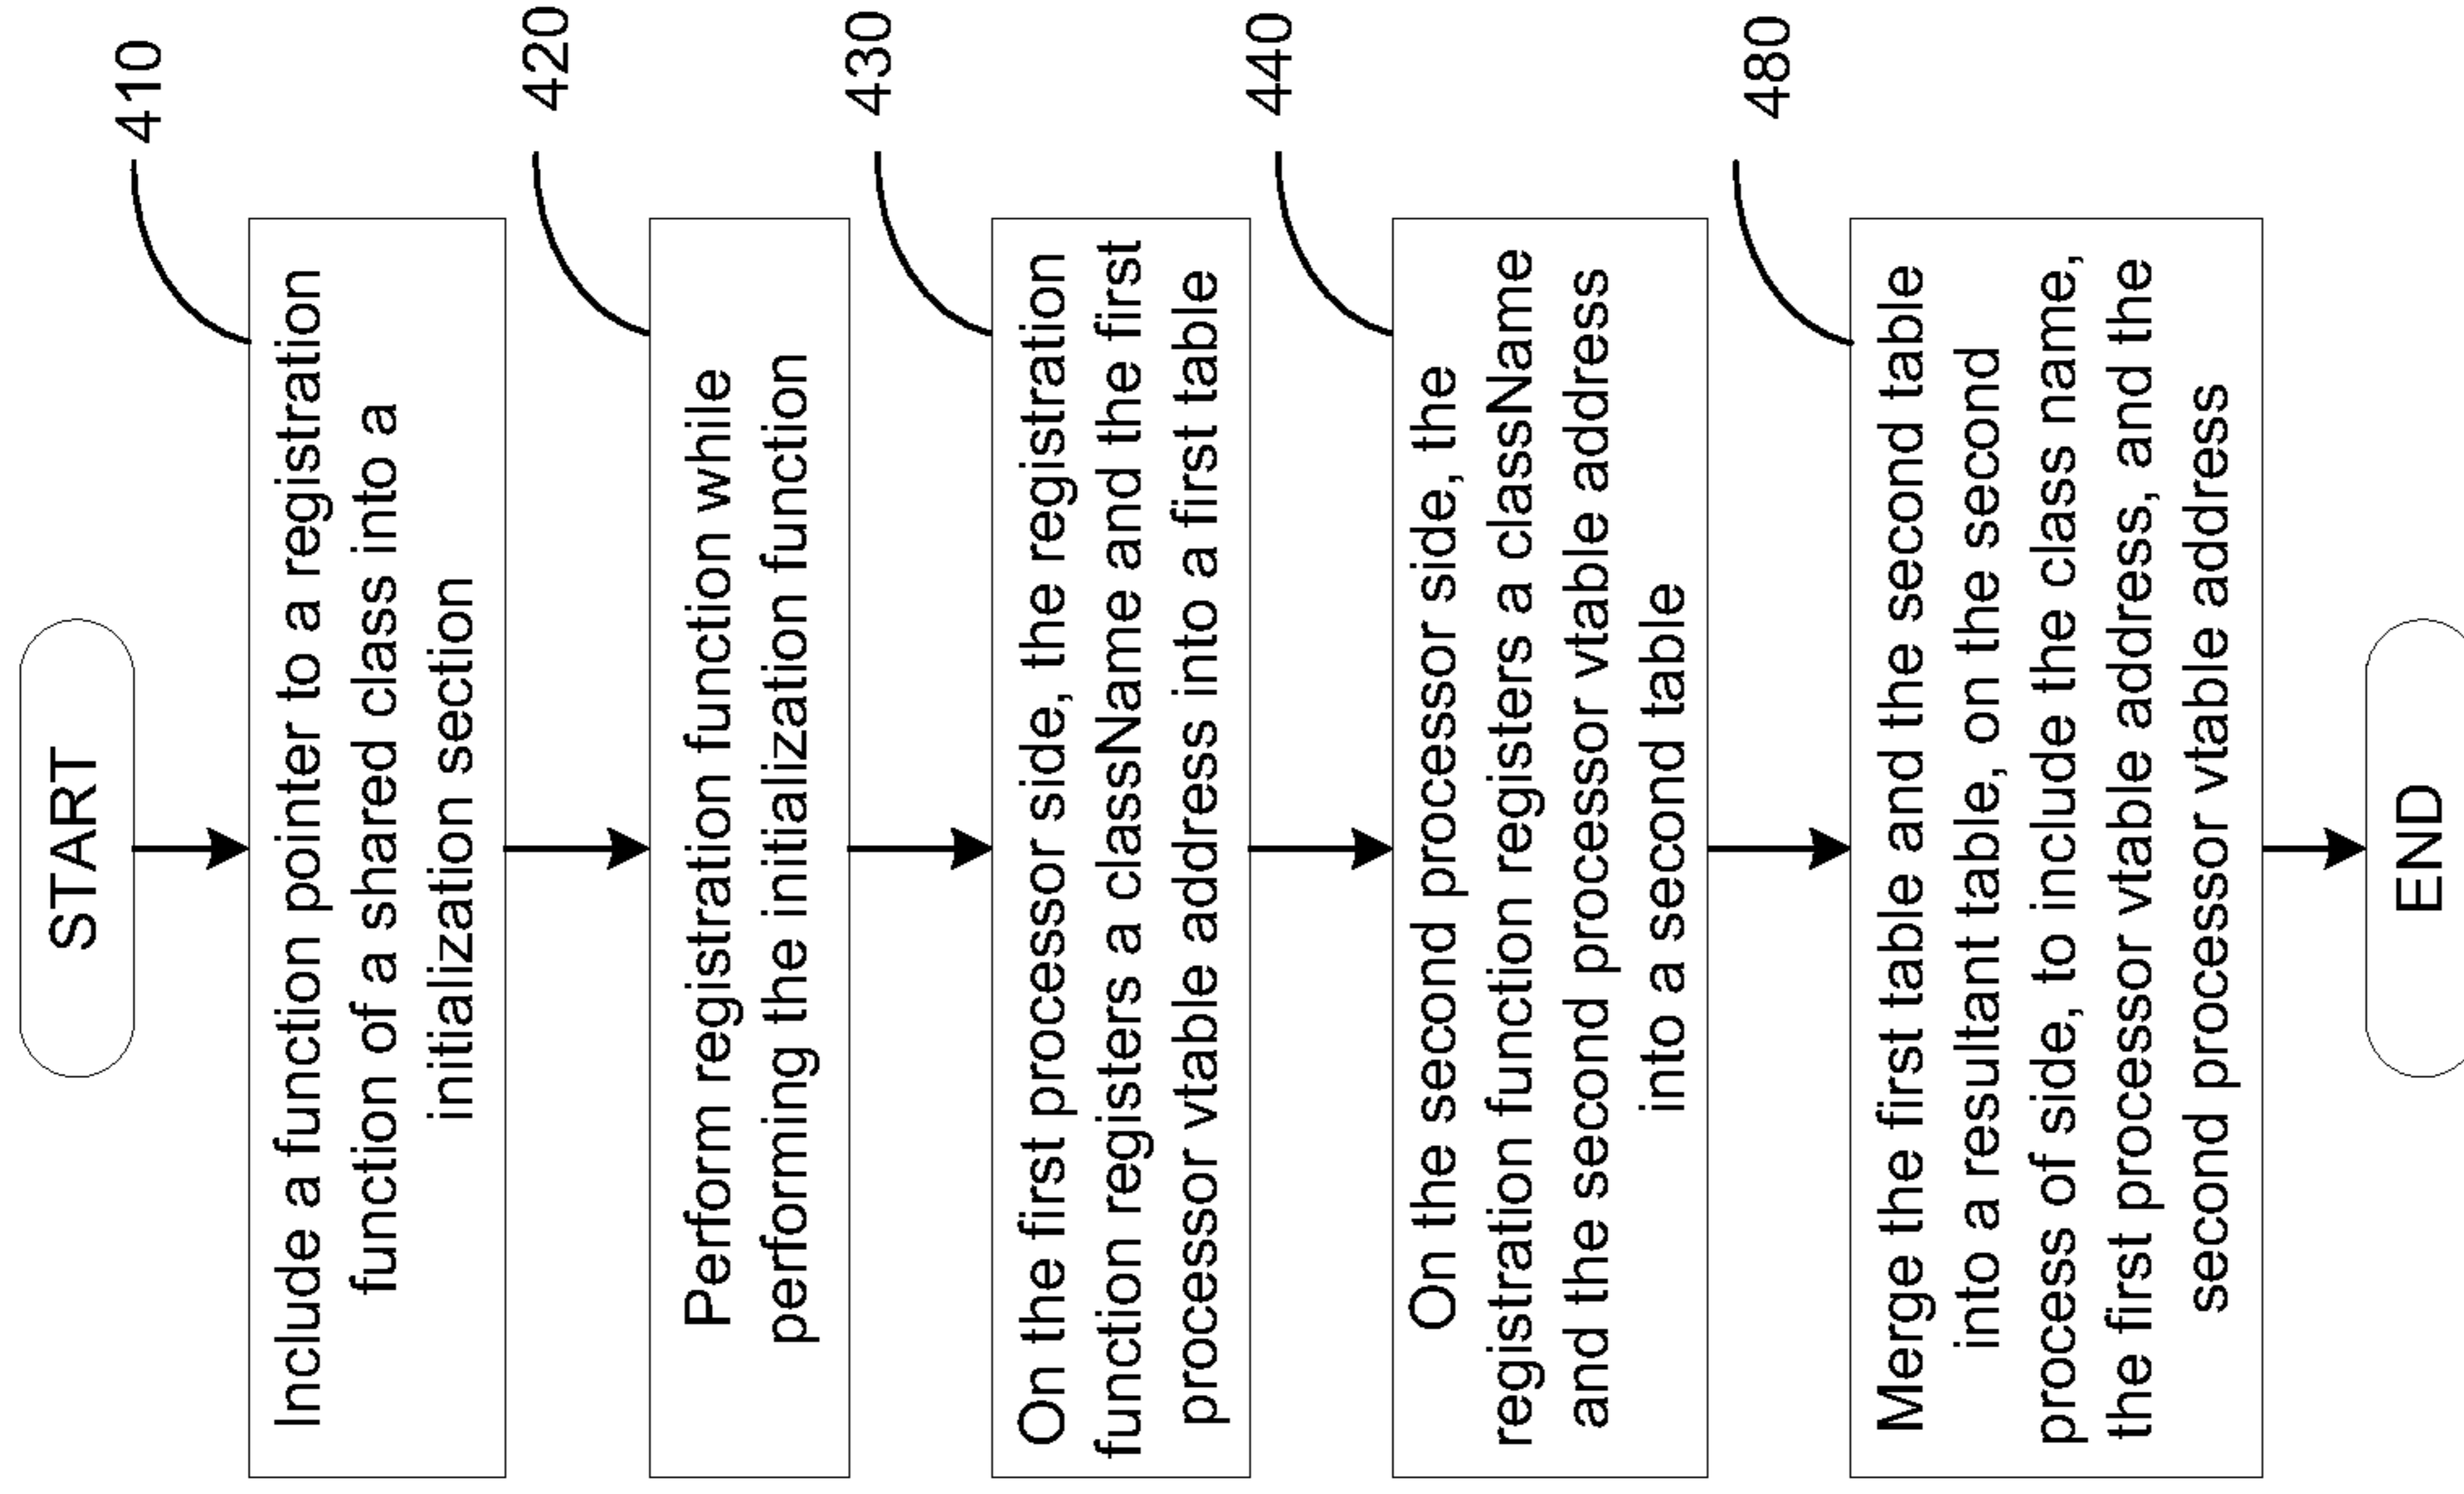 START
410
Include a function pointer to a registration
function of a shared class into a
initialization section
420
Perform registration function while
performing the initialization function
430
On the first processor side, the registration
function registers a className and the first
processor vtable address into a first table
440
On the second processor side, the
registration function registers a className
and the second processor vtable address
into a second table
480
Merge the first table and the second table
into a resultant table, on the second
process of side, to include the class name,
the first processor vtable address, and the
second processor vtable address
END